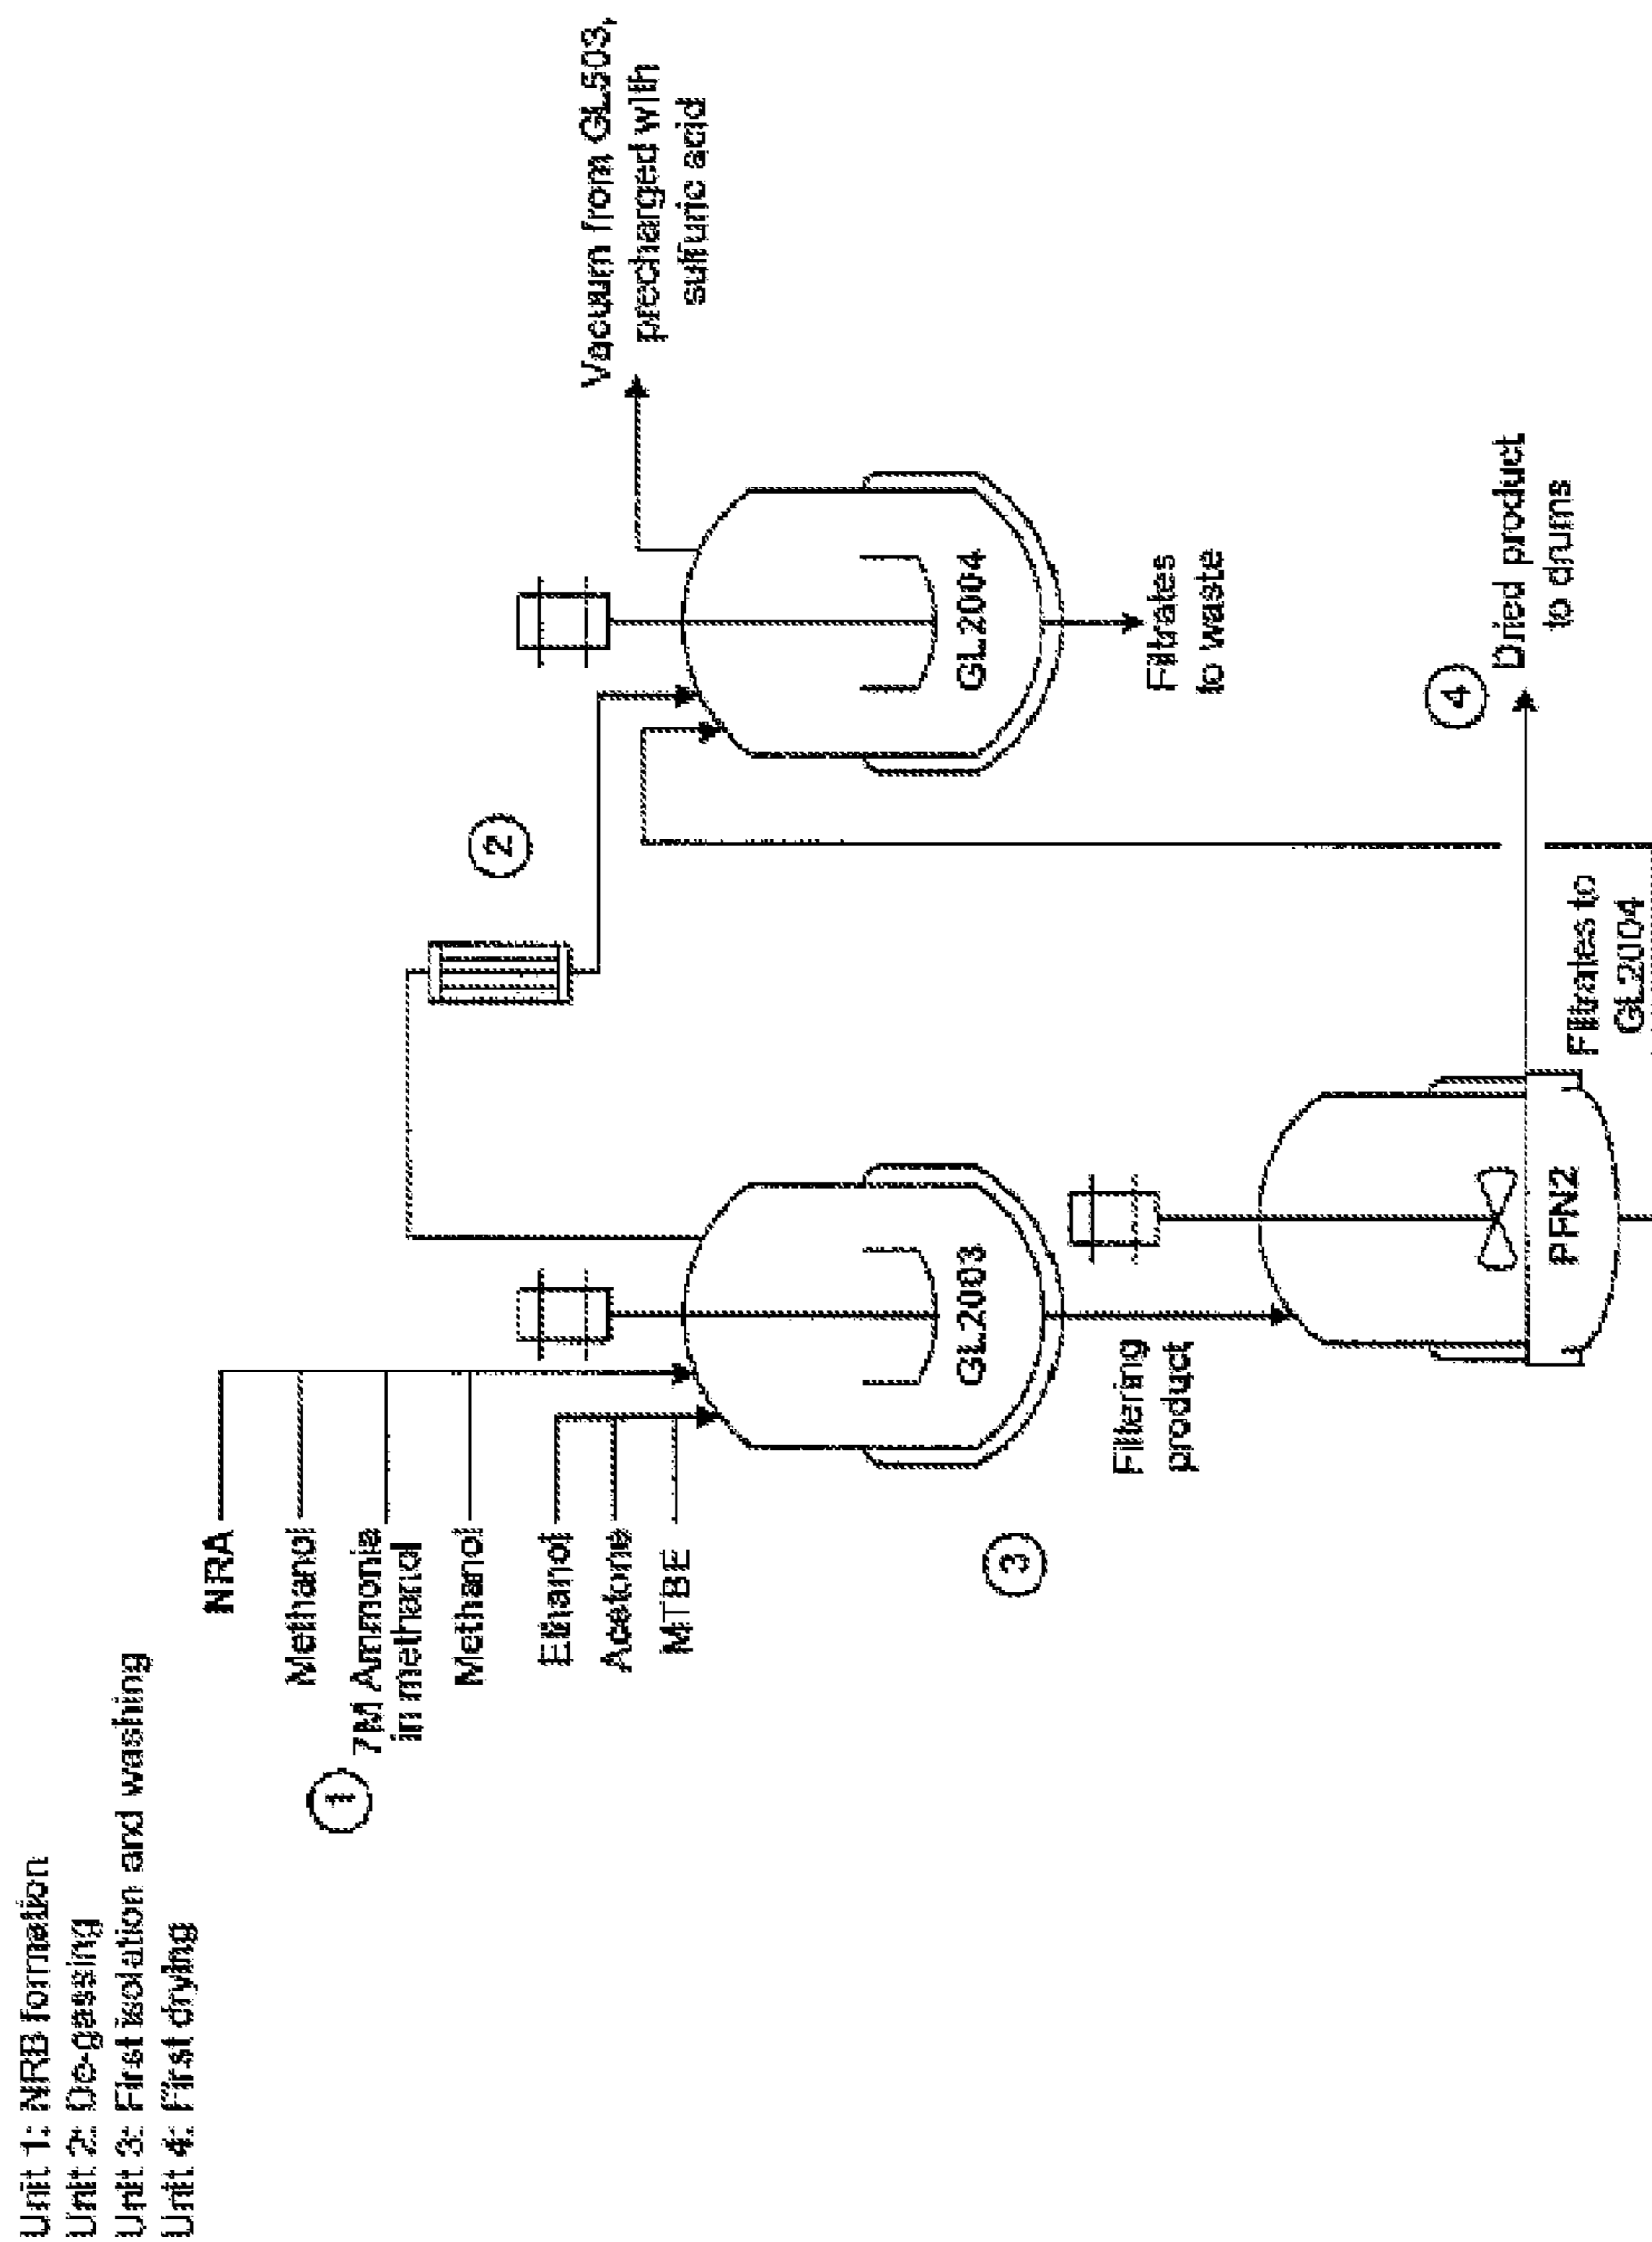 Unit 1: NRB formation
Unit 2: De-gassing
Unit 3: First isolation and washing
Unit 4: First drying
NRA
Methanol
1
7M Ammonia
in methanol
Methanol
Ethanol
Acetone
MTBE
2
Vacuum from GL503,
precharged with
sulfuric acid
GL2003
GL2004
3
Filtering
product
Filtrates
to waste
4
Dried product
to drums
PFN2
Filtrates to
GL2004